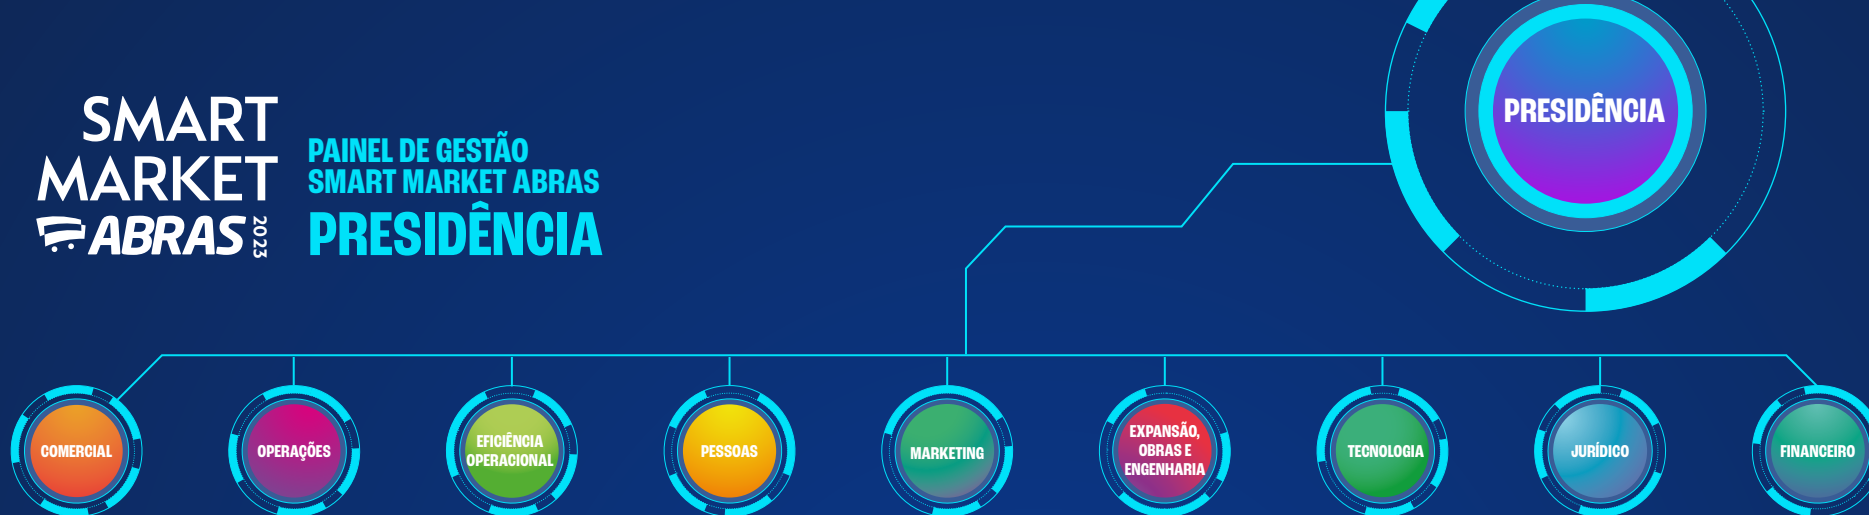 SMART
MARKET
ABRAS 2023
PAINEL DE GESTÃO
SMART MARKET ABRAS
PRESIDÊNCIA
PRESIDÊNCIA
COMERCIAL
OPERAÇÕES
EFICIÊNCIA
OPERACIONAL
PESSOAS
MARKETING
EXPANSÃO,
OBRAS E
ENGENHARIA
TECNOLOGIA
JURÍDICO
FINANCEIRO